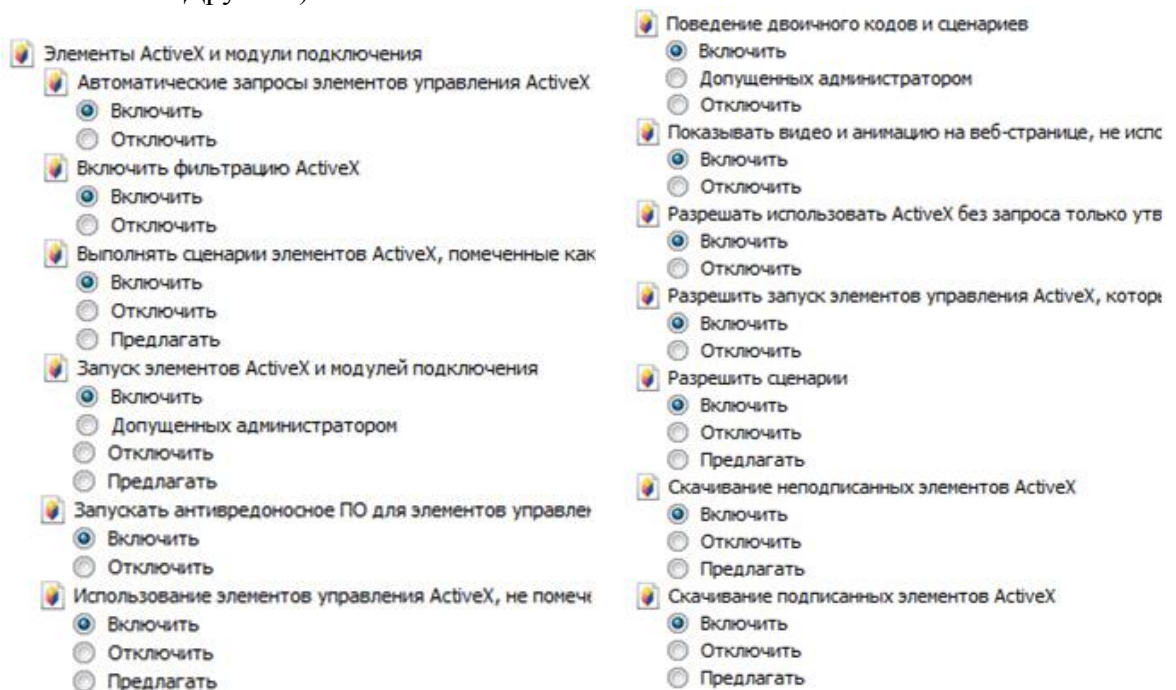 Элементы ActiveX и модули подключения
Автоматические запросы элементов управления ActiveX
Включить
Отключить
Включить фильтрацию ActiveX
Включить
Отключить
Выполнять сценарии элементов ActiveX, помеченные как
Включить
Отключить
Предлагать
Запуск элементов ActiveX и модулей подключения
Включить
Допущенных администратором
Отключить
Предлагать
Запускать антивредоносное ПО для элементов управлен
Включить
Отключить
Использование элементов управления ActiveX, не помече
Включить
Отключить
Предлагать
Поведение двоичного кодов и сценариев
Включить
Допущенных администратором
Отключить
Показывать видео и анимацию на веб-странице, не испо
Включить
Отключить
Разрешать использовать ActiveX без запроса только утв
Включить
Отключить
Разрешить запуск элементов управления ActiveX, которы
Включить
Отключить
Разрешить сценарии
Включить
Отключить
Предлагать
Скачивание неподписанных элементов ActiveX
Включить
Отключить
Предлагать
Скачивание подписанных элементов ActiveX
Включить
Отключить
Предлагать